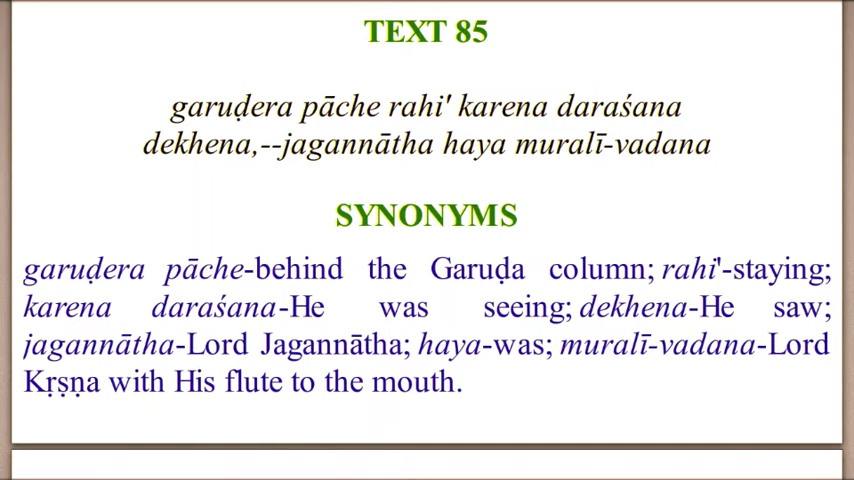 TEXT 85
garuḍera pāche rahi' karena daraśana
dekhena,--jagannātha haya muralī-vadana
SYNONYMS
garuḍera pāche-behind the Garuḍa column; rahi'-staying;
karena daraśana-He was seeing; dekhena-He saw;
jagannātha-Lord Jagannātha; haya-was; muralī-vadana-Lord
Kṛṣṇa with His flute to the mouth.